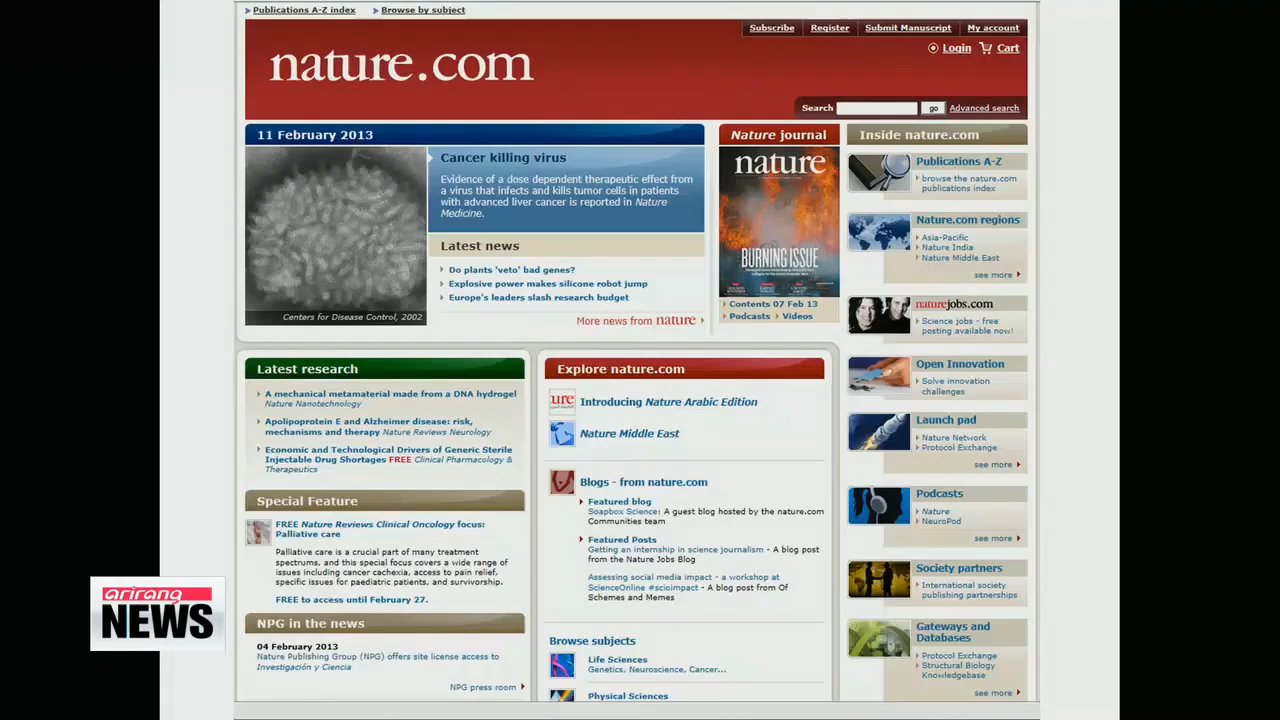 Publications A-Z index
Browse by subject
Subscribe
Register
Submit Manuscript
My account
nature.com
Login
Cart
Search
go
Advanced search
11 February 2013
Cancer killing virus
Evidence of a dose dependent therapeutic effect from
a virus that infects and kills tumor cells in patients
with advanced liver cancer is reported in Nature
Medicine.
Centers for Disease Control, 2002
Latest news
Do plants 'veto' bad genes?
Explosive power makes silicone robot jump
Europe's leaders slash research budget
More news from nature
Nature journal
nature
BURNING ISSUE
Contents 07 Feb 13
Podcasts
Videos
Inside nature.com
Publications A-Z
browse the nature.com
publications index
Nature.com regions
Asia-Pacific
Nature India
Nature Middle East
see more
naturejobs.com
Science jobs - free
posting available now!
Open Innovation
Solve innovation
challenges
Launch pad
Nature Network
Protocol Exchange
see more
Podcasts
Nature
NeuroPod
see more
Society partners
International society
publishing partnerships
Gateways and
Databases
Protocol Exchange
Structural Biology
Knowledgebase
see more
Latest research
A mechanical metamaterial made from a DNA hydrogel
Nature Nanotechnology
Apolipoprotein E and Alzheimer disease: risk,
mechanisms and therapy Nature Reviews Neurology
Economic and Technological Drivers of Generic Sterile
Injectable Drug Shortages FREE Clinical Pharmacology &
Therapeutics
Special Feature
FREE Nature Reviews Clinical Oncology focus:
Palliative care
Palliative care is a crucial part of many treatment
spectrums, and this special focus covers a wide range of
issues including cancer cachexia, access to pain relief,
specific issues for paediatric patients, and survivorship.
FREE to access until February 27.
NPG in the news
04 February 2013
Nature Publishing Group (NPG) offers site license access to
Investigación y Ciencia
NPG press room
Explore nature.com
ure
Introducing Nature Arabic Edition
Nature Middle East
Blogs - from nature.com
Featured blog
Soapbox Science: A guest blog hosted by the nature.com
Communities team
Featured Posts
Getting an internship in science journalism - A blog post
from the Nature Jobs Blog
Assessing social media impact - a workshop at
ScienceOnline #scioimpact - A blog post from Of
Schemes and Memes
Browse subjects
Life Sciences
Genetics, Neuroscience, Cancer...
Physical Sciences
arirang
NEWS